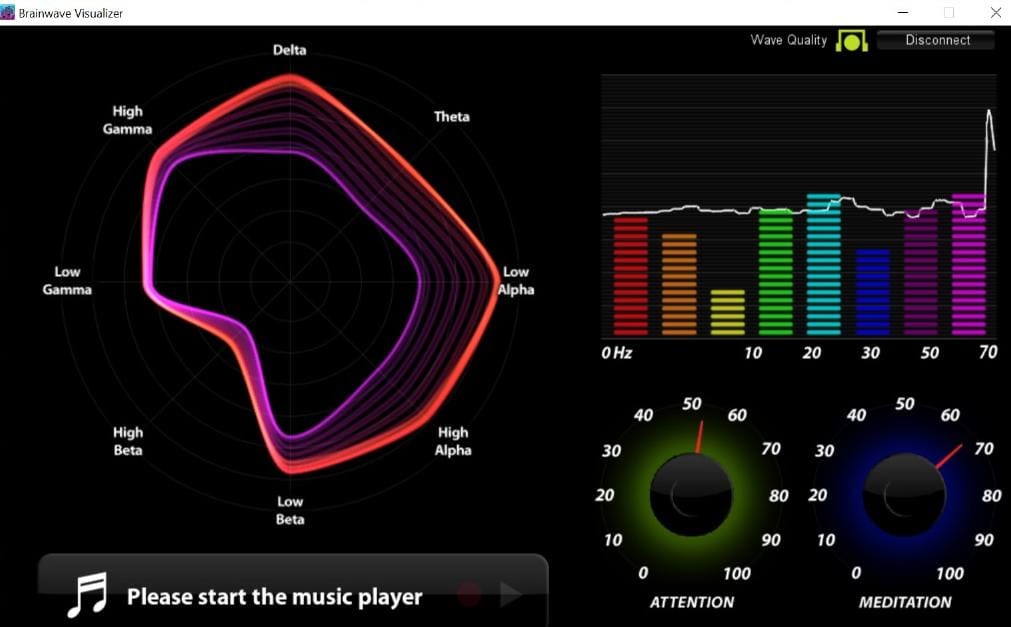 Brainwave Visualizer
Wave Quality
Disconnect
Delta
Theta
Low
Alpha
High
Alpha
Low
Beta
High
Beta
Low
Gamma
High
Gamma
0 Hz 10 20 30 50 70
0 10 20 30 40 50 60 70 80 90 100
ATTENTION
0 10 20 30 40 50 60 70 80 90 100
MEDITATION
Please start the music player